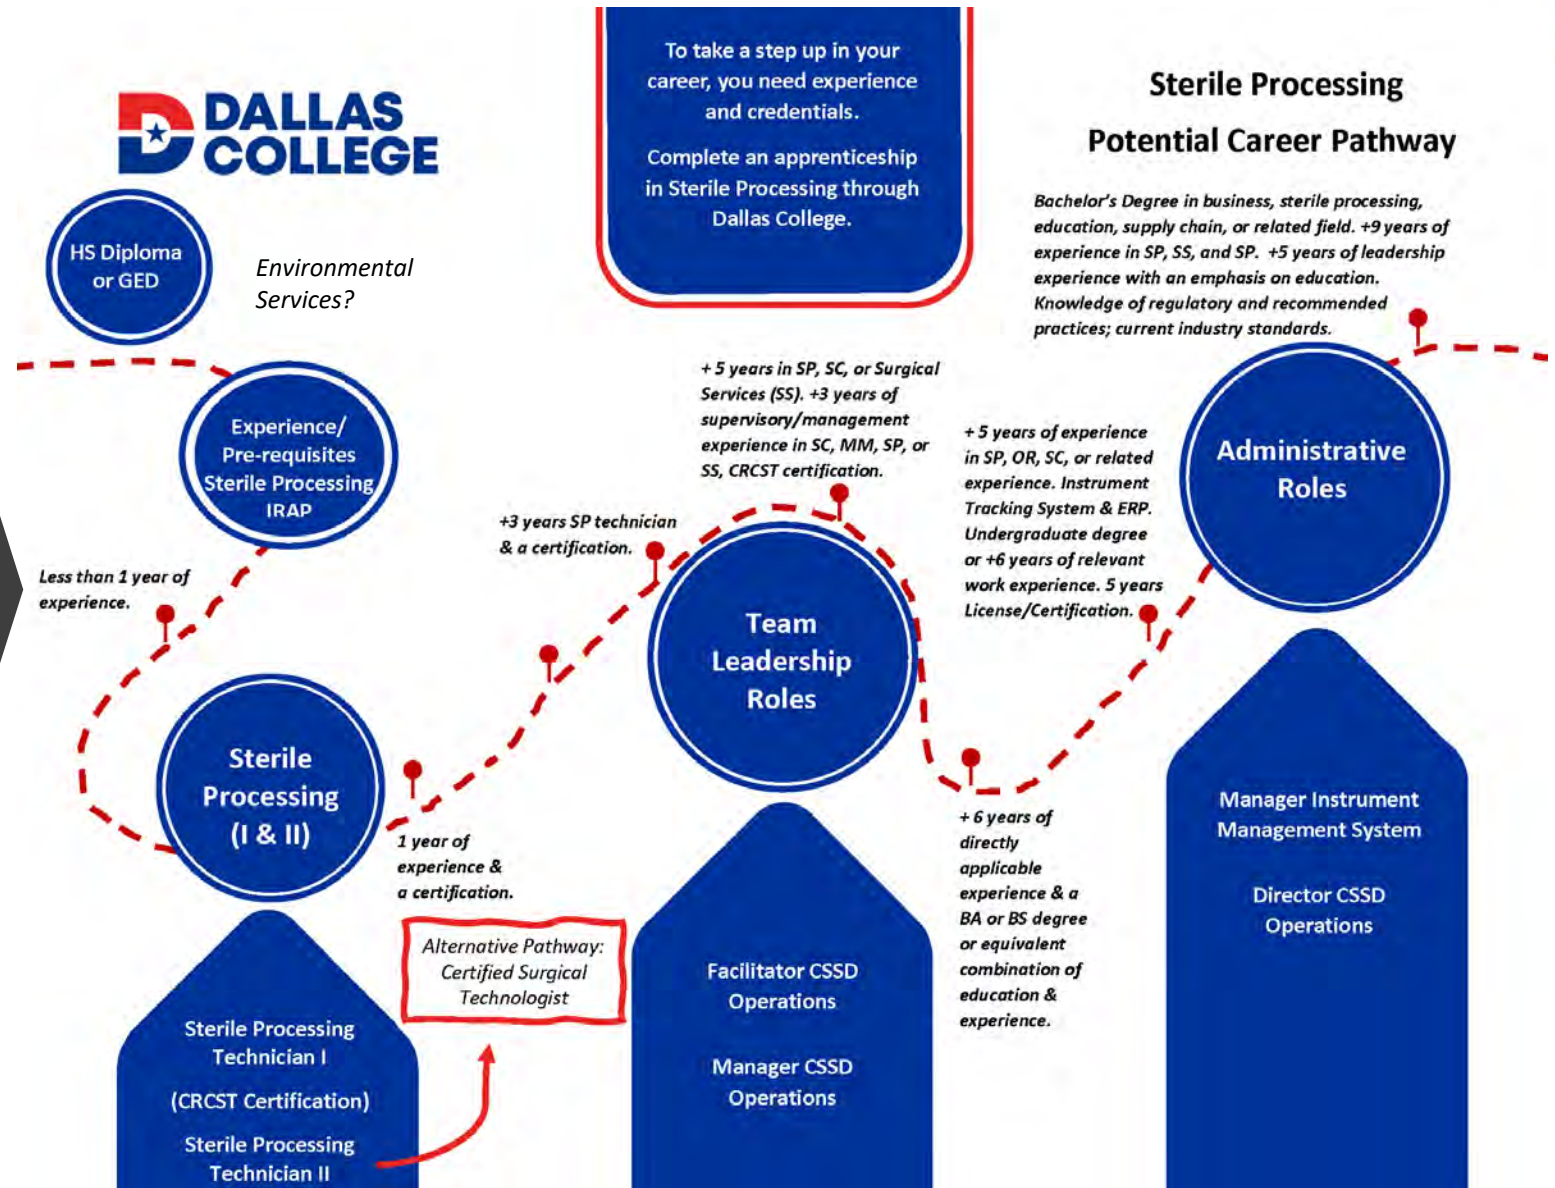 DALLAS
COLLEGE
To take a step up in your
career, you need experience
and credentials.
Complete an apprenticeship
in Sterile Processing through
Dallas College.
Sterile Processing
Potential Career Pathway
Bachelor's Degree in business, sterile processing,
education, supply chain, or related field. +9 years of
experience in SP, SS, and SP. +5 years of leadership
experience with an emphasis on education.
Knowledge of regulatory and recommended
practices; current industry standards.
HS Diploma
or GED
Environmental
Services?
Experience/
Pre-requisites
Sterile Processing
IRAP
Less than 1 year of
experience.
Sterile
Processing
(I & II)
1 year of
experience &
a certification.
Alternative Pathway:
Certified Surgical
Technologist
Sterile Processing
Technician I
(CRCST Certification)
Sterile Processing
Technician II
+3 years SP technician
& a certification.
+ 5 years in SP, SC, or Surgical
Services (SS). +3 years of
supervisory/management
experience in SC, MM, SP, or
SS, CRCST certification.
Team
Leadership
Roles
Facilitator CSSD
Operations
Manager CSSD
Operations
+ 6 years of
directly
applicable
experience & a
BA or BS degree
or equivalent
combination of
education &
experience.
+ 5 years of experience
in SP, OR, SC, or related
experience. Instrument
Tracking System & ERP.
Undergraduate degree
or +6 years of relevant
work experience. 5 years
License/Certification.
Administrative
Roles
Manager Instrument
Management System
Director CSSD
Operations